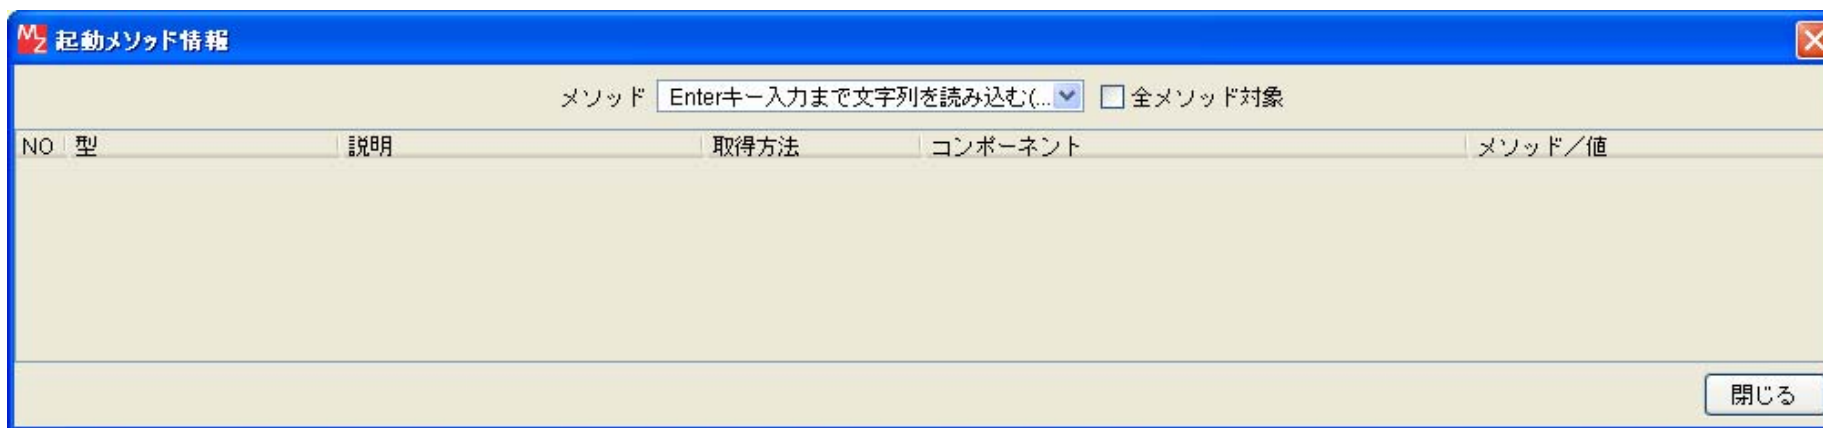 MZ 起動メソッド情報
メソッド Enterキー入力まで文字列を読み込む(... 全メソッド対象
NO 型 説明 取得方法 コンポーネント メソッド／値
閉じる